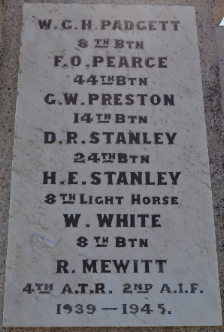 W. C. H. PADGETT
8TH BTN
F. O. PEARCE
44TH BTN
G. W. PRESTON
14TH BTN
D. R. STANLEY
24TH BTN
H. E. STANLEY
8TH LIGHT HORSE
W. WHITE
8TH BTN
R. MEWITT
4TH A.T.R. 2ND A.I.F.
1939 — 1945.